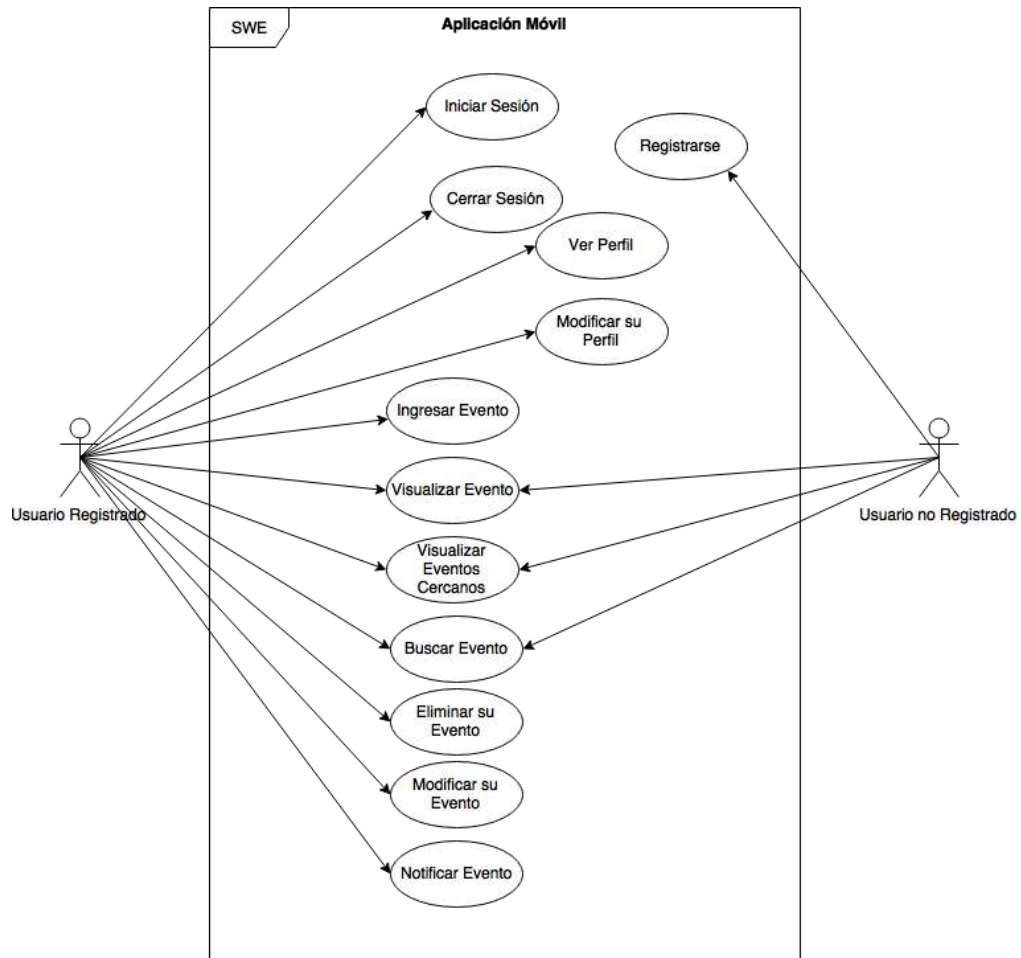 SWE
Aplicación Móvil
Iniciar Sesión
Registrarse
Cerrar Sesión
Ver Perfil
Modificar su
Perfil
Ingresar Evento
Visualizar Evento
Usuario Registrado
Usuario no Registrado
Visualizar
Eventos
Cercanos
Buscar Evento
Eliminar su
Evento
Modificar su
Evento
Notificar Evento